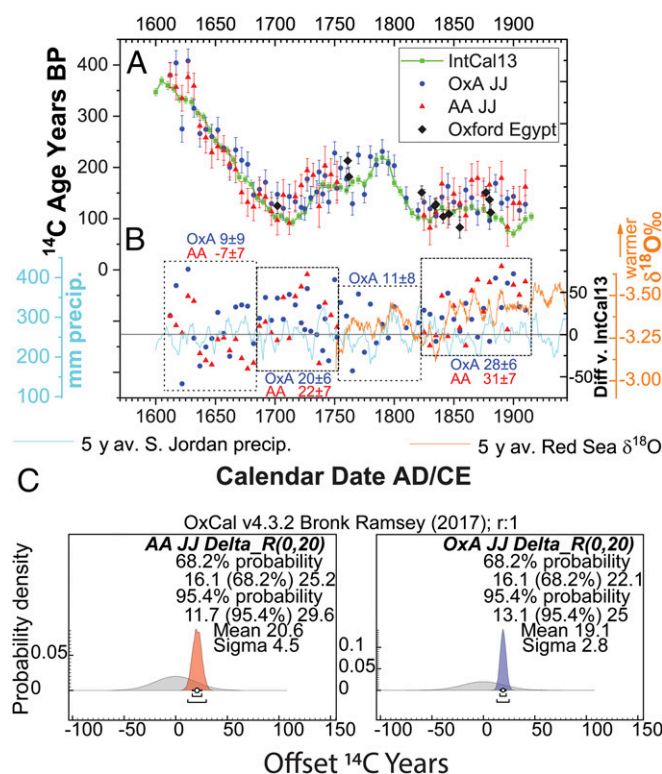 1600 1650 1700 1750 1800 1850 1900
A
IntCal13
OxA JJ
AA JJ
Oxford Egypt
¹⁴C Age Years BP
400
300
200
100
0
B
OxA 9±9
AA -7±7
OxA 11±8
OxA 20±6
AA 22±7
OxA 28±6
AA 31±7
mm precip.
400
300
200
100
Diff v. IntCal13
50
0
-50
warmer
δ¹⁸O‰
-3.50
-3.25
-3.00
1600 1650 1700 1750 1800 1850 1900
5 y av. S. Jordan precip.
5 y av. Red Sea δ¹⁸O
Calendar Date AD/CE
C
OxCal v4.3.2 Bronk Ramsey (2017); r:1
AA JJ Delta_R(0,20)
68.2% probability
16.1 (68.2%) 25.2
95.4% probability
11.7 (95.4%) 29.6
Mean 20.6
Sigma 4.5
OxA JJ Delta_R(0,20)
68.2% probability
16.1 (68.2%) 22.1
95.4% probability
13.1 (95.4%) 25
Mean 19.1
Sigma 2.8
Probability density
0.05
0
0.1
0.05
0
-100 -50 0 50 100 150
-100 -50 0 50 100 150
Offset ¹⁴C Years